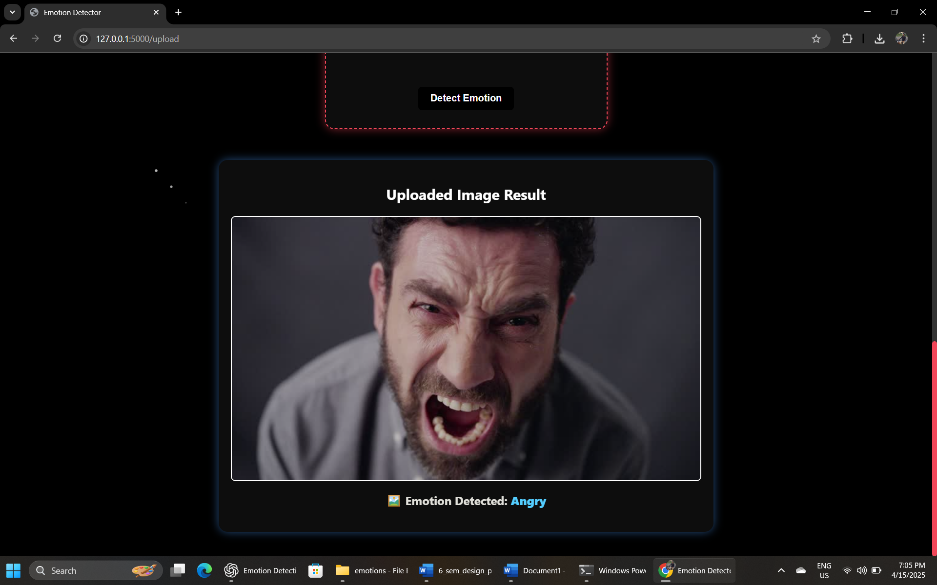 Emotion Detector
127.0.0.1:5000/upload
Detect Emotion
Uploaded Image Result
Emotion Detected: Angry
Search
Emotion Detecti
emotions - File I
6 sem design p
Document1 -
Windows Pow
Emotion Detecto
ENG
US
7:05 PM
4/15/2025